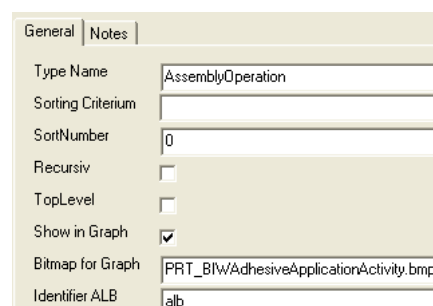 General Notes
Type Name AssemblyOperation
Sorting Criterium
SortNumber 0
Recursiv
TopLevel
Show in Graph
Bitmap for Graph PRT_BIWAdhesiveApplicationActivity.bmp
Identifier ALB alb